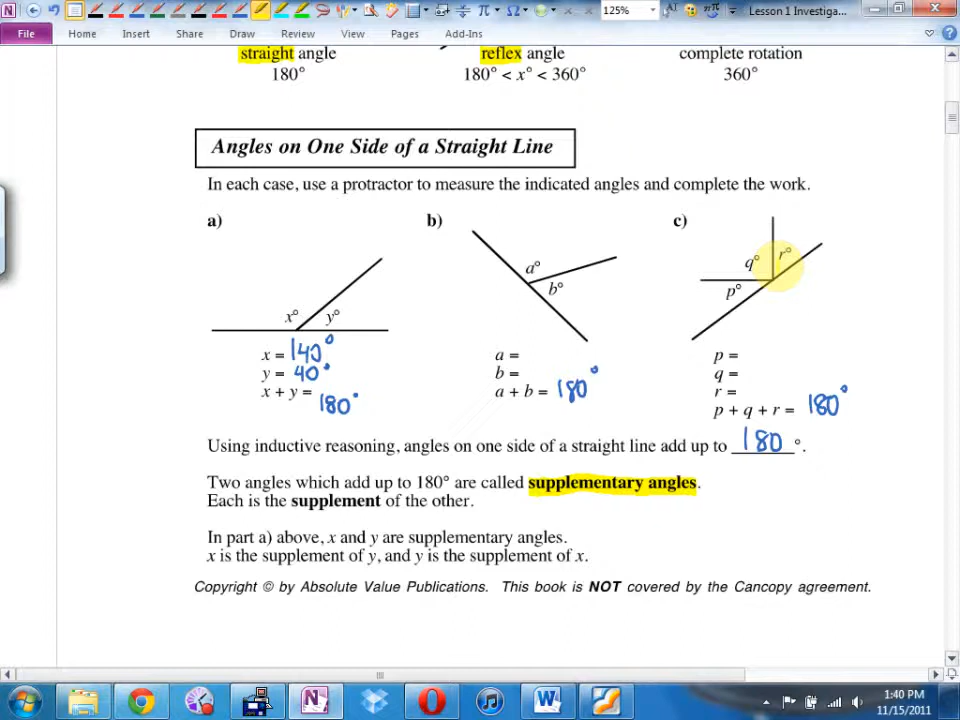 125%
Lesson 1 Investiga...
File Home Insert Share Draw Review View Pages Add-Ins
straight angle reflex angle complete rotation
180° 180° < x° < 360° 360°
Angles on One Side of a Straight Line
In each case, use a protractor to measure the indicated angles and complete the work.
a) b) c)
x° y°
a°
b°
q° r°
p°
x = 140°
y = 40°
x + y = 180°
a =
b =
a + b = 180°
p =
q =
r =
p + q + r = 180°
Using inductive reasoning, angles on one side of a straight line add up to 180 °.
Two angles which add up to 180° are called supplementary angles.
Each is the supplement of the other.
In part a) above, x and y are supplementary angles.
x is the supplement of y, and y is the supplement of x.
Copyright © by Absolute Value Publications. This book is NOT covered by the Cancopy agreement.
1:40 PM
11/15/2011